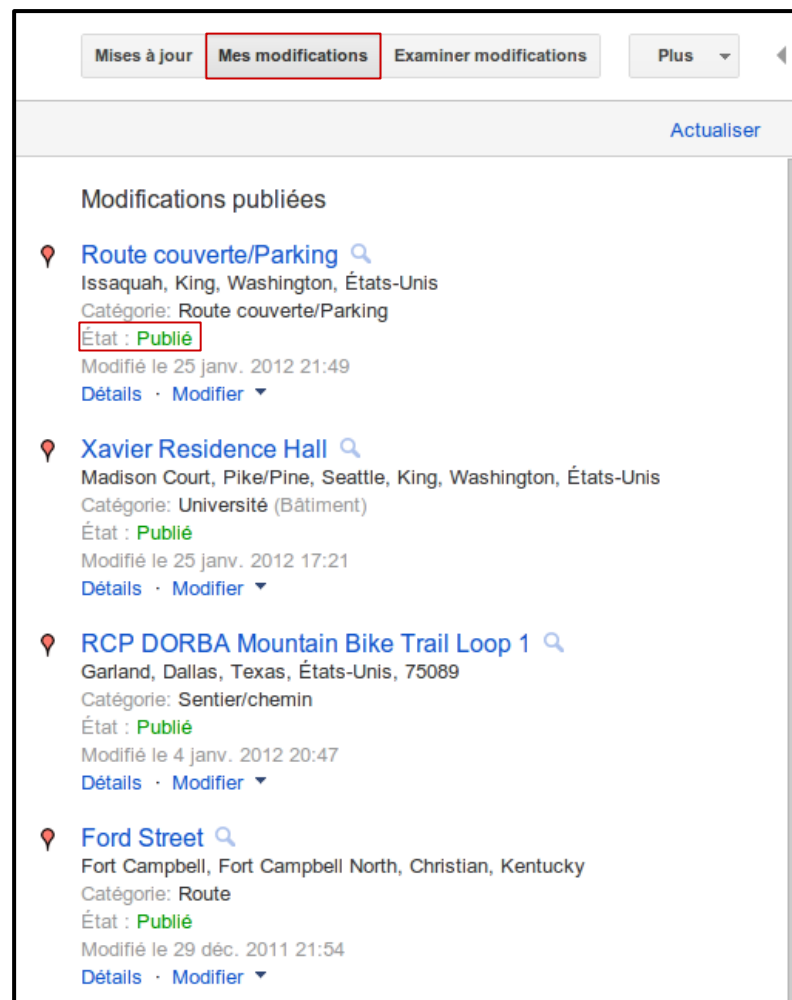 Mises à jour Mes modifications Examiner modifications Plus
Actualiser
Modifications publiées
Route couverte/Parking
Issaquah, King, Washington, États-Unis
Catégorie: Route couverte/Parking
État : Publié
Modifié le 25 janv. 2012 21:49
Détails · Modifier
Xavier Residence Hall
Madison Court, Pike/Pine, Seattle, King, Washington, États-Unis
Catégorie: Université (Bâtiment)
État : Publié
Modifié le 25 janv. 2012 17:21
Détails · Modifier
RCP DORBA Mountain Bike Trail Loop 1
Garland, Dallas, Texas, États-Unis, 75089
Catégorie: Sentier/chemin
État : Publié
Modifié le 4 janv. 2012 20:47
Détails · Modifier
Ford Street
Fort Campbell, Fort Campbell North, Christian, Kentucky
Catégorie: Route
État : Publié
Modifié le 29 déc. 2011 21:54
Détails · Modifier